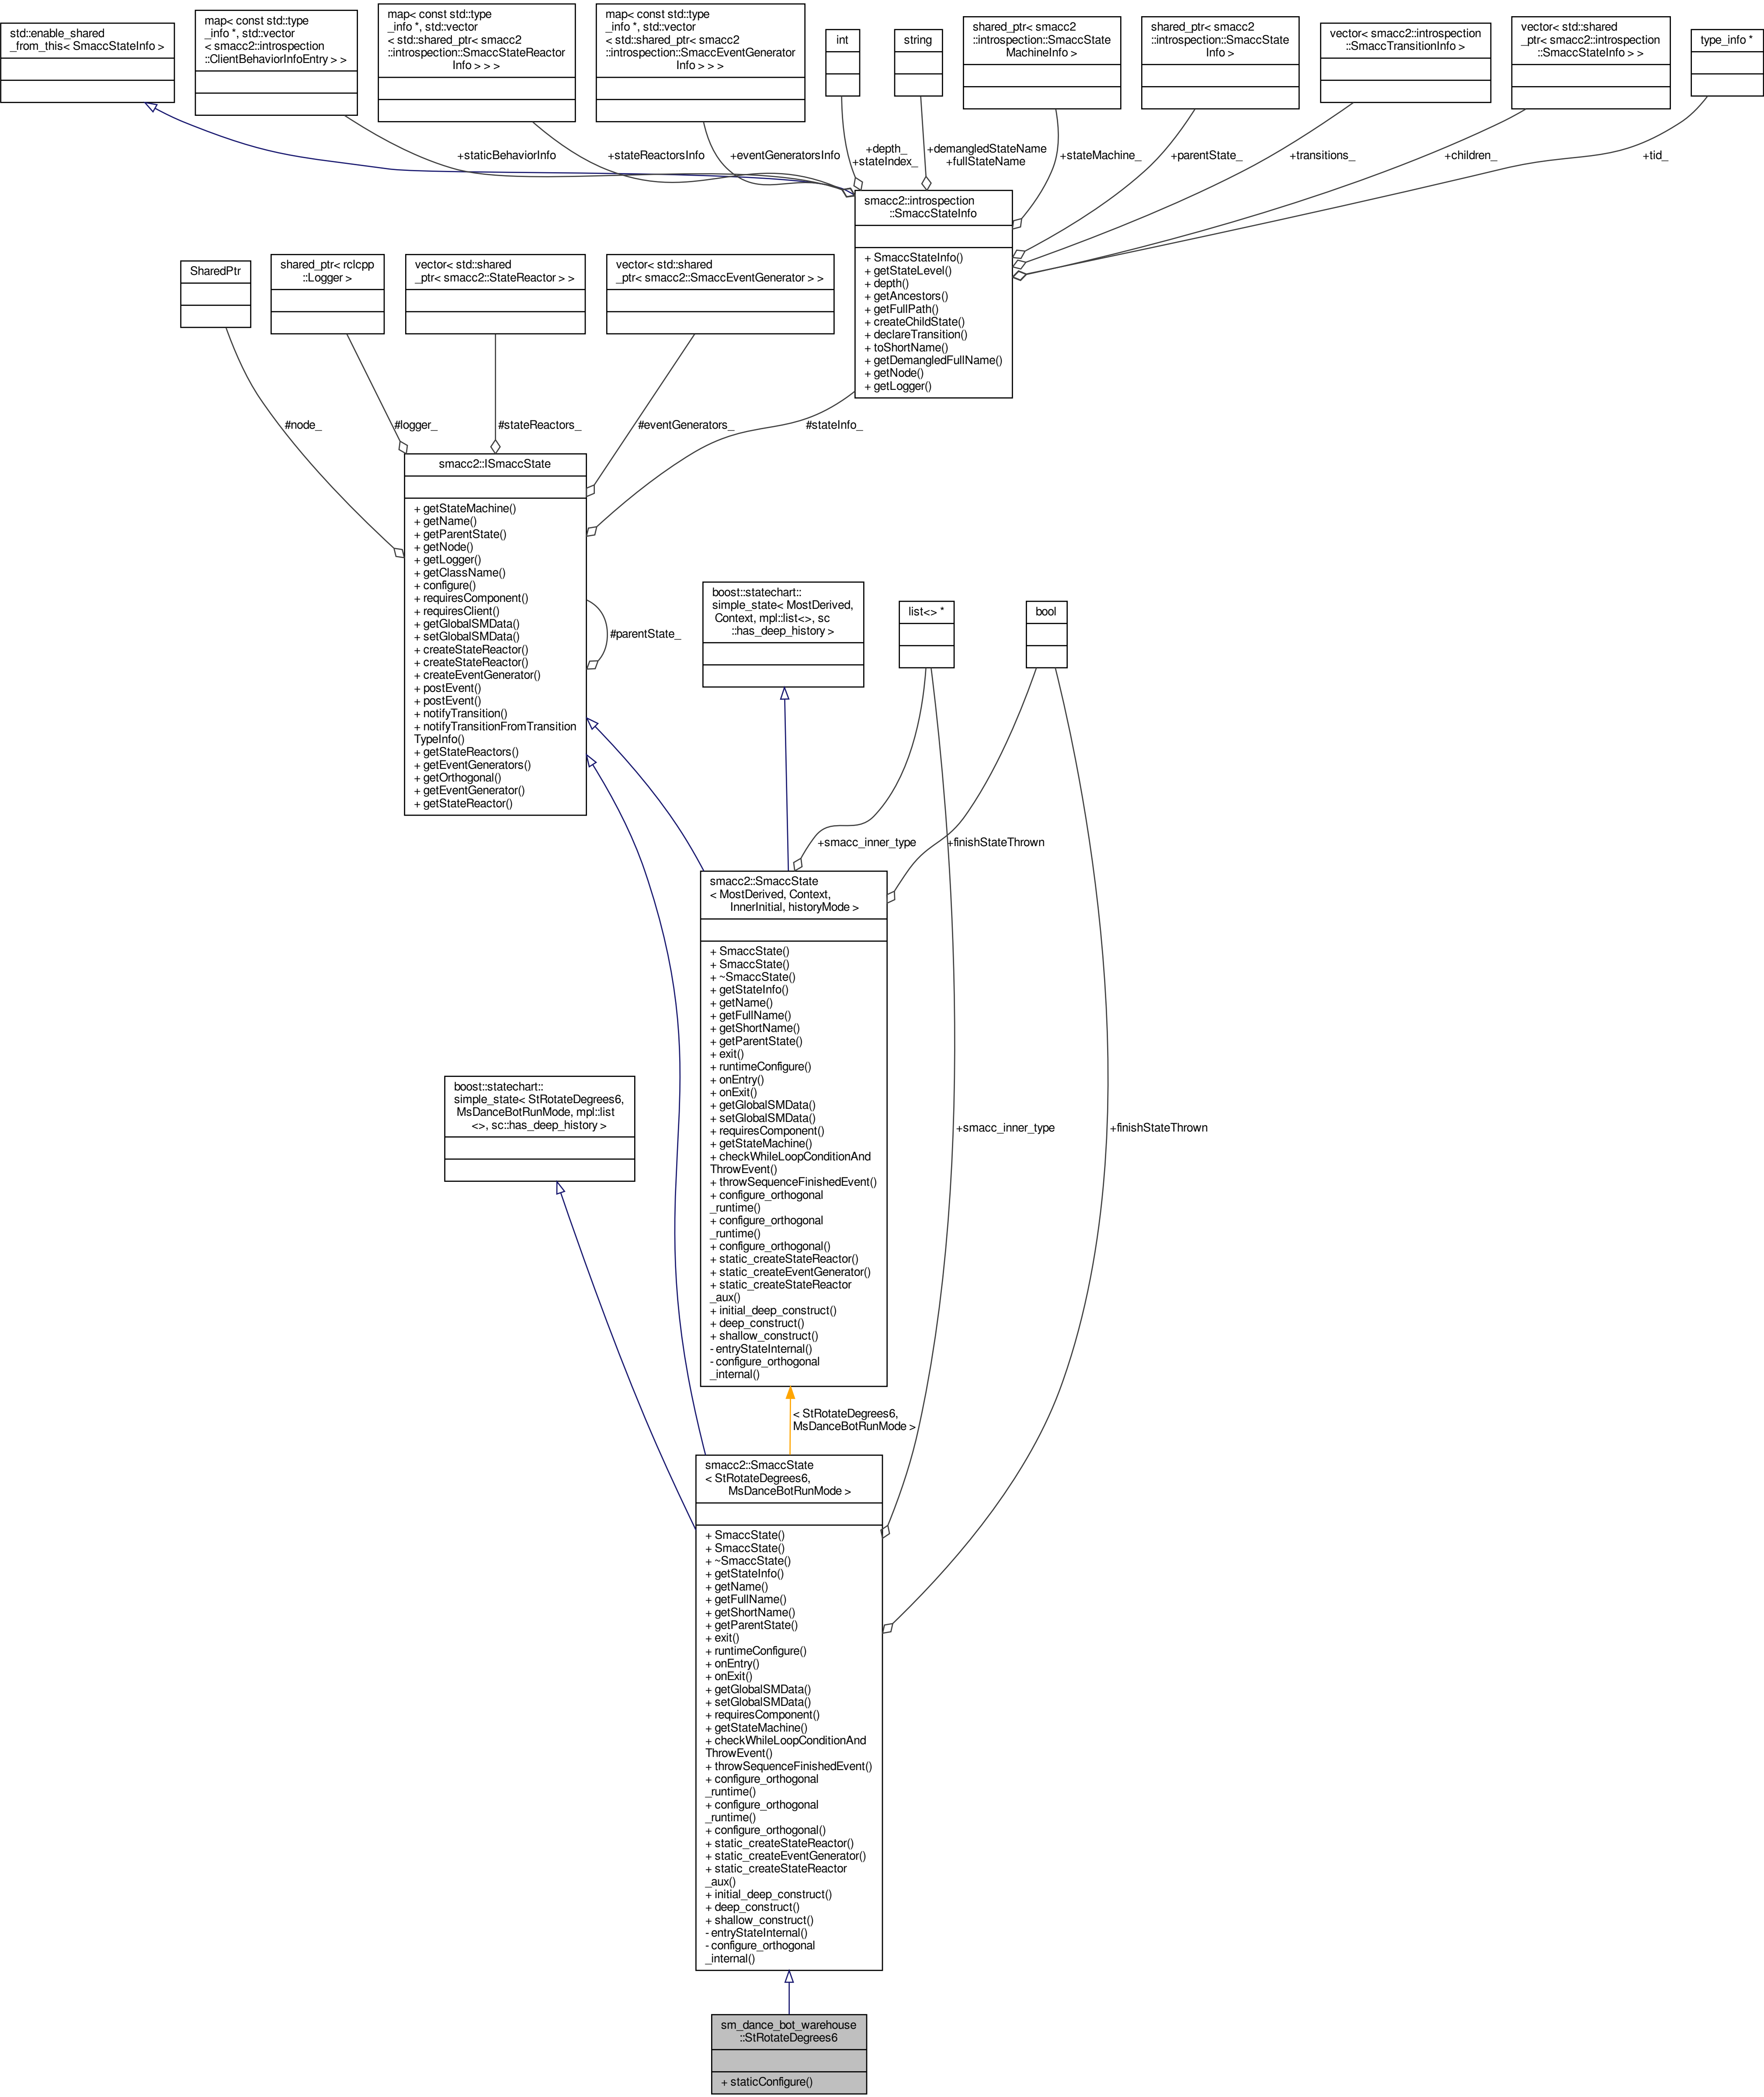 std::enable_shared
_from_this< SmaccStateInfo >
map< const std::type
_info *, std::vector
< smacc2::introspection
::ClientBehaviorInfoEntry > >
map< const std::type
_info *, std::vector
< std::shared_ptr< smacc2
::introspection::SmaccStateReactor
Info > > >
map< const std::type
_info *, std::vector
< std::shared_ptr< smacc2
::introspection::SmaccEventGenerator
Info > > >
int
string
shared_ptr< smacc2
::introspection::SmaccState
MachineInfo >
shared_ptr< smacc2
::introspection::SmaccState
Info >
vector< smacc2::introspection
::SmaccTransitionInfo >
vector< std::shared
_ptr< smacc2::introspection
::SmaccStateInfo > >
type_info *
+staticBehaviorInfo
+stateReactorsInfo
+eventGeneratorsInfo
+depth_
+stateIndex_
+demangledStateName
+fullStateName
+stateMachine_
+parentState_
+transitions_
+children_
+tid_
smacc2::introspection
::SmaccStateInfo
+ SmaccStateInfo()
+ getStateLevel()
+ depth()
+ getAncestors()
+ getFullPath()
+ createChildState()
+ declareTransition()
+ toShortName()
+ getDemangledFullName()
+ getNode()
+ getLogger()
SharedPtr
shared_ptr< rclcpp
::Logger >
vector< std::shared
_ptr< smacc2::StateReactor > >
vector< std::shared
_ptr< smacc2::SmaccEventGenerator > >
#node_
#logger_
#stateReactors_
#eventGenerators_
#stateInfo_
smacc2::ISmaccState
+ getStateMachine()
+ getName()
+ getParentState()
+ getNode()
+ getLogger()
+ getClassName()
+ configure()
+ requiresComponent()
+ requiresClient()
+ getGlobalSMData()
+ setGlobalSMData()
+ createStateReactor()
+ createStateReactor()
+ createEventGenerator()
+ postEvent()
+ postEvent()
+ notifyTransition()
+ notifyTransitionFromTransition
TypeInfo()
+ getStateReactors()
+ getEventGenerators()
+ getOrthogonal()
+ getEventGenerator()
+ getStateReactor()
#parentState_
boost::statechart::
simple_state< MostDerived,
Context, mpl::list<>, sc
::has_deep_history >
list<> *
bool
+smacc_inner_type
+finishStateThrown
smacc2::SmaccState
< MostDerived, Context,
InnerInitial, historyMode >
+ SmaccState()
+ SmaccState()
+ ~SmaccState()
+ getStateInfo()
+ getName()
+ getFullName()
+ getShortName()
+ getParentState()
+ exit()
+ runtimeConfigure()
+ onEntry()
+ onExit()
+ getGlobalSMData()
+ setGlobalSMData()
+ requiresComponent()
+ getStateMachine()
+ checkWhileLoopConditionAnd
ThrowEvent()
+ throwSequenceFinishedEvent()
+ configure_orthogonal
_runtime()
+ configure_orthogonal
_runtime()
+ configure_orthogonal()
+ static_createStateReactor()
+ static_createEventGenerator()
+ static_createStateReactor
_aux()
+ initial_deep_construct()
+ deep_construct()
+ shallow_construct()
- entryStateInternal()
- configure_orthogonal
_internal()
boost::statechart::
simple_state< StRotateDegrees6,
MsDanceBotRunMode, mpl::list
<>, sc::has_deep_history >
+smacc_inner_type
+finishStateThrown
< StRotateDegrees6,
MsDanceBotRunMode >
smacc2::SmaccState
< StRotateDegrees6,
MsDanceBotRunMode >
+ SmaccState()
+ SmaccState()
+ ~SmaccState()
+ getStateInfo()
+ getName()
+ getFullName()
+ getShortName()
+ getParentState()
+ exit()
+ runtimeConfigure()
+ onEntry()
+ onExit()
+ getGlobalSMData()
+ setGlobalSMData()
+ requiresComponent()
+ getStateMachine()
+ checkWhileLoopConditionAnd
ThrowEvent()
+ throwSequenceFinishedEvent()
+ configure_orthogonal
_runtime()
+ configure_orthogonal
_runtime()
+ configure_orthogonal()
+ static_createStateReactor()
+ static_createEventGenerator()
+ static_createStateReactor
_aux()
+ initial_deep_construct()
+ deep_construct()
+ shallow_construct()
- entryStateInternal()
- configure_orthogonal
_internal()
sm_dance_bot_warehouse
::StRotateDegrees6
+ staticConfigure()